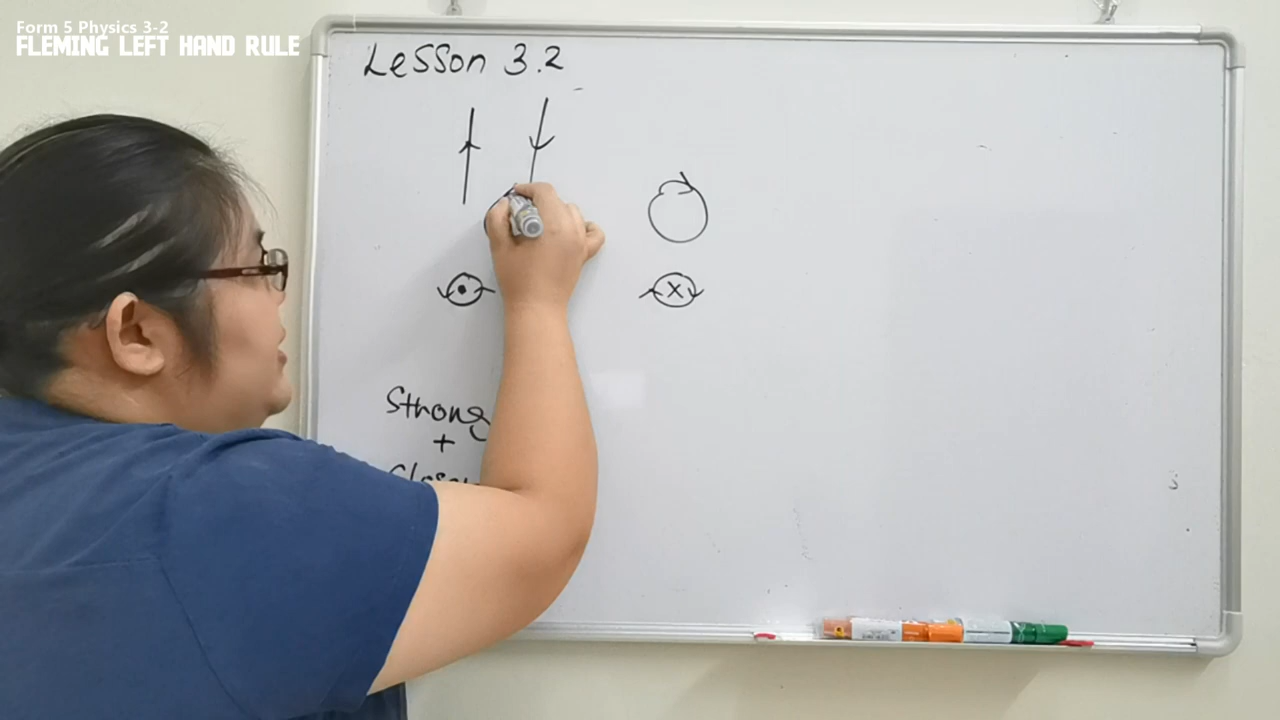 Form 5 Physics 3-2
FLEMING LEFT HAND RULE
Lesson 3.2
Strong
+